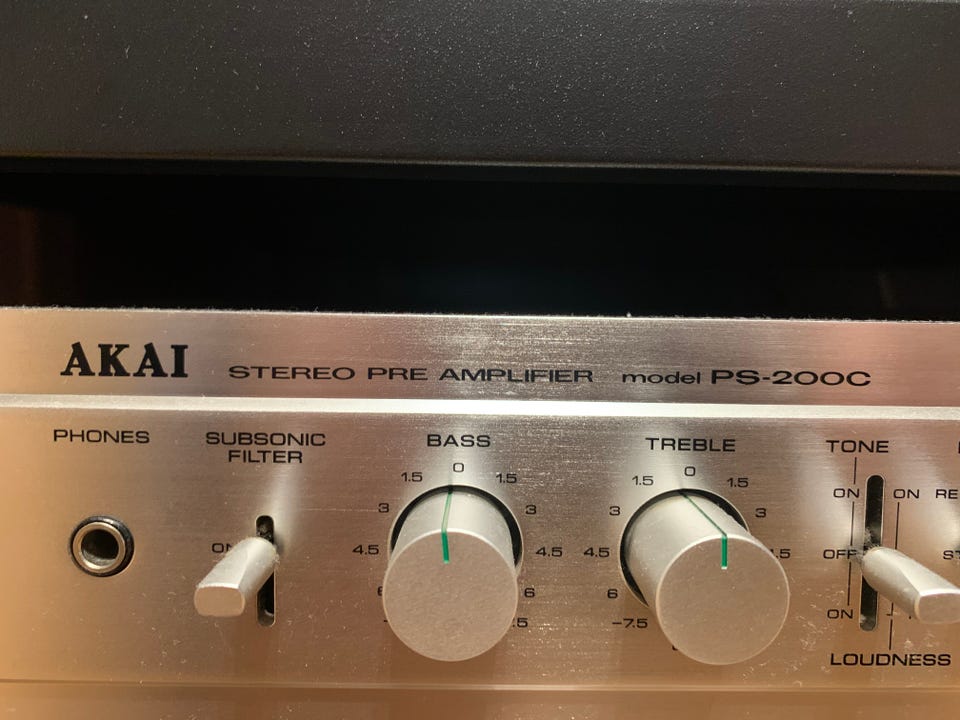 AKAI STEREO PRE AMPLIFIER model PS-200C
PHONES
SUBSONIC
FILTER
ON
BASS
0
1.5 1.5
3 3
4.5 4.5
6
TREBLE
0
1.5 1.5
3 3
4.5
6
-7.5
TONE
ON ON
OFF
ON
LOUDNESS
RE
ST